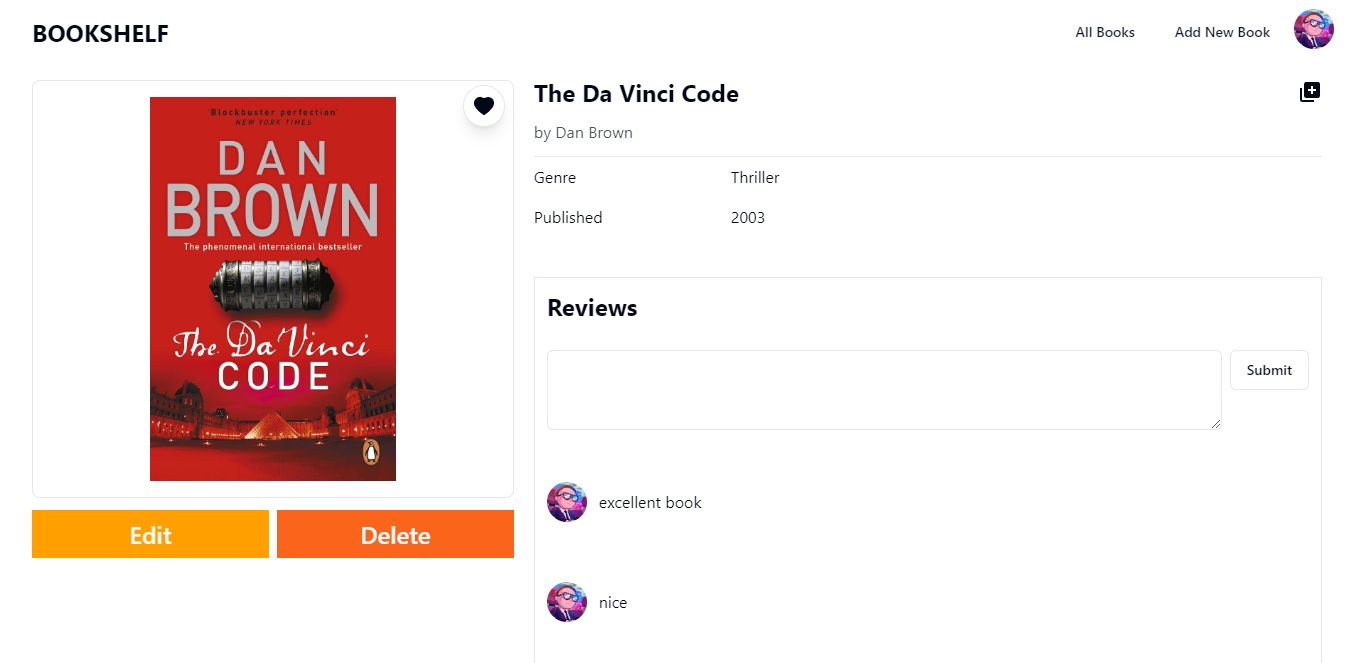 BOOKSHELF
All Books
Add New Book
"Blockbuster perfection"
NEW YORK TIMES
DAN
BROWN
The phenomenal international bestseller
The Da Vinci
CODE
Edit
Delete
The Da Vinci Code
by Dan Brown
Genre
Thriller
Published
2003
Reviews
Submit
excellent book
nice